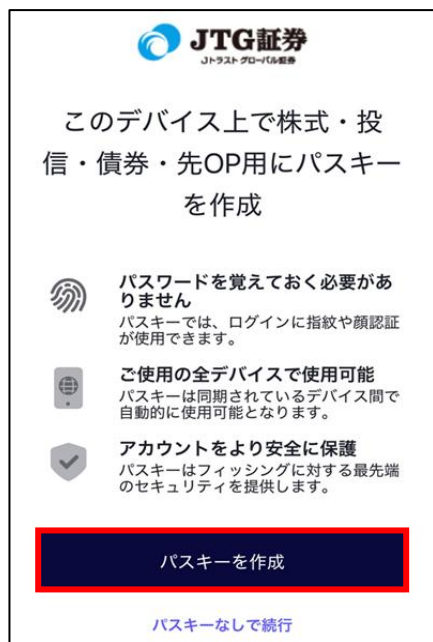 JTG証券
Jトラスト グローバル証券
このデバイス上で株式・投
信・債券・先OP用にパスキー
を作成
パスワードを覚えておく必要があ
りません
パスキーでは、ログインに指紋や顔認証
が使用できます。
ご使用の全デバイスで使用可能
パスキーは同期されているデバイス間で
自動的に使用可能となります。
アカウントをより安全に保護
パスキーはフィッシングに対する最先端
のセキュリティを提供します。
パスキーを作成
パスキーなしで続行